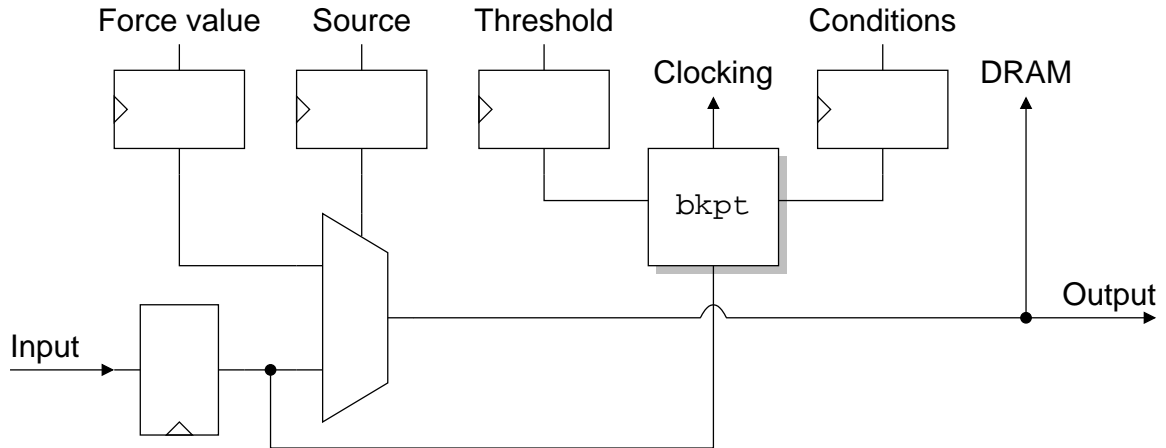 Force value
Source
Threshold
Conditions
Clocking
DRAM
bkpt
Output
Input